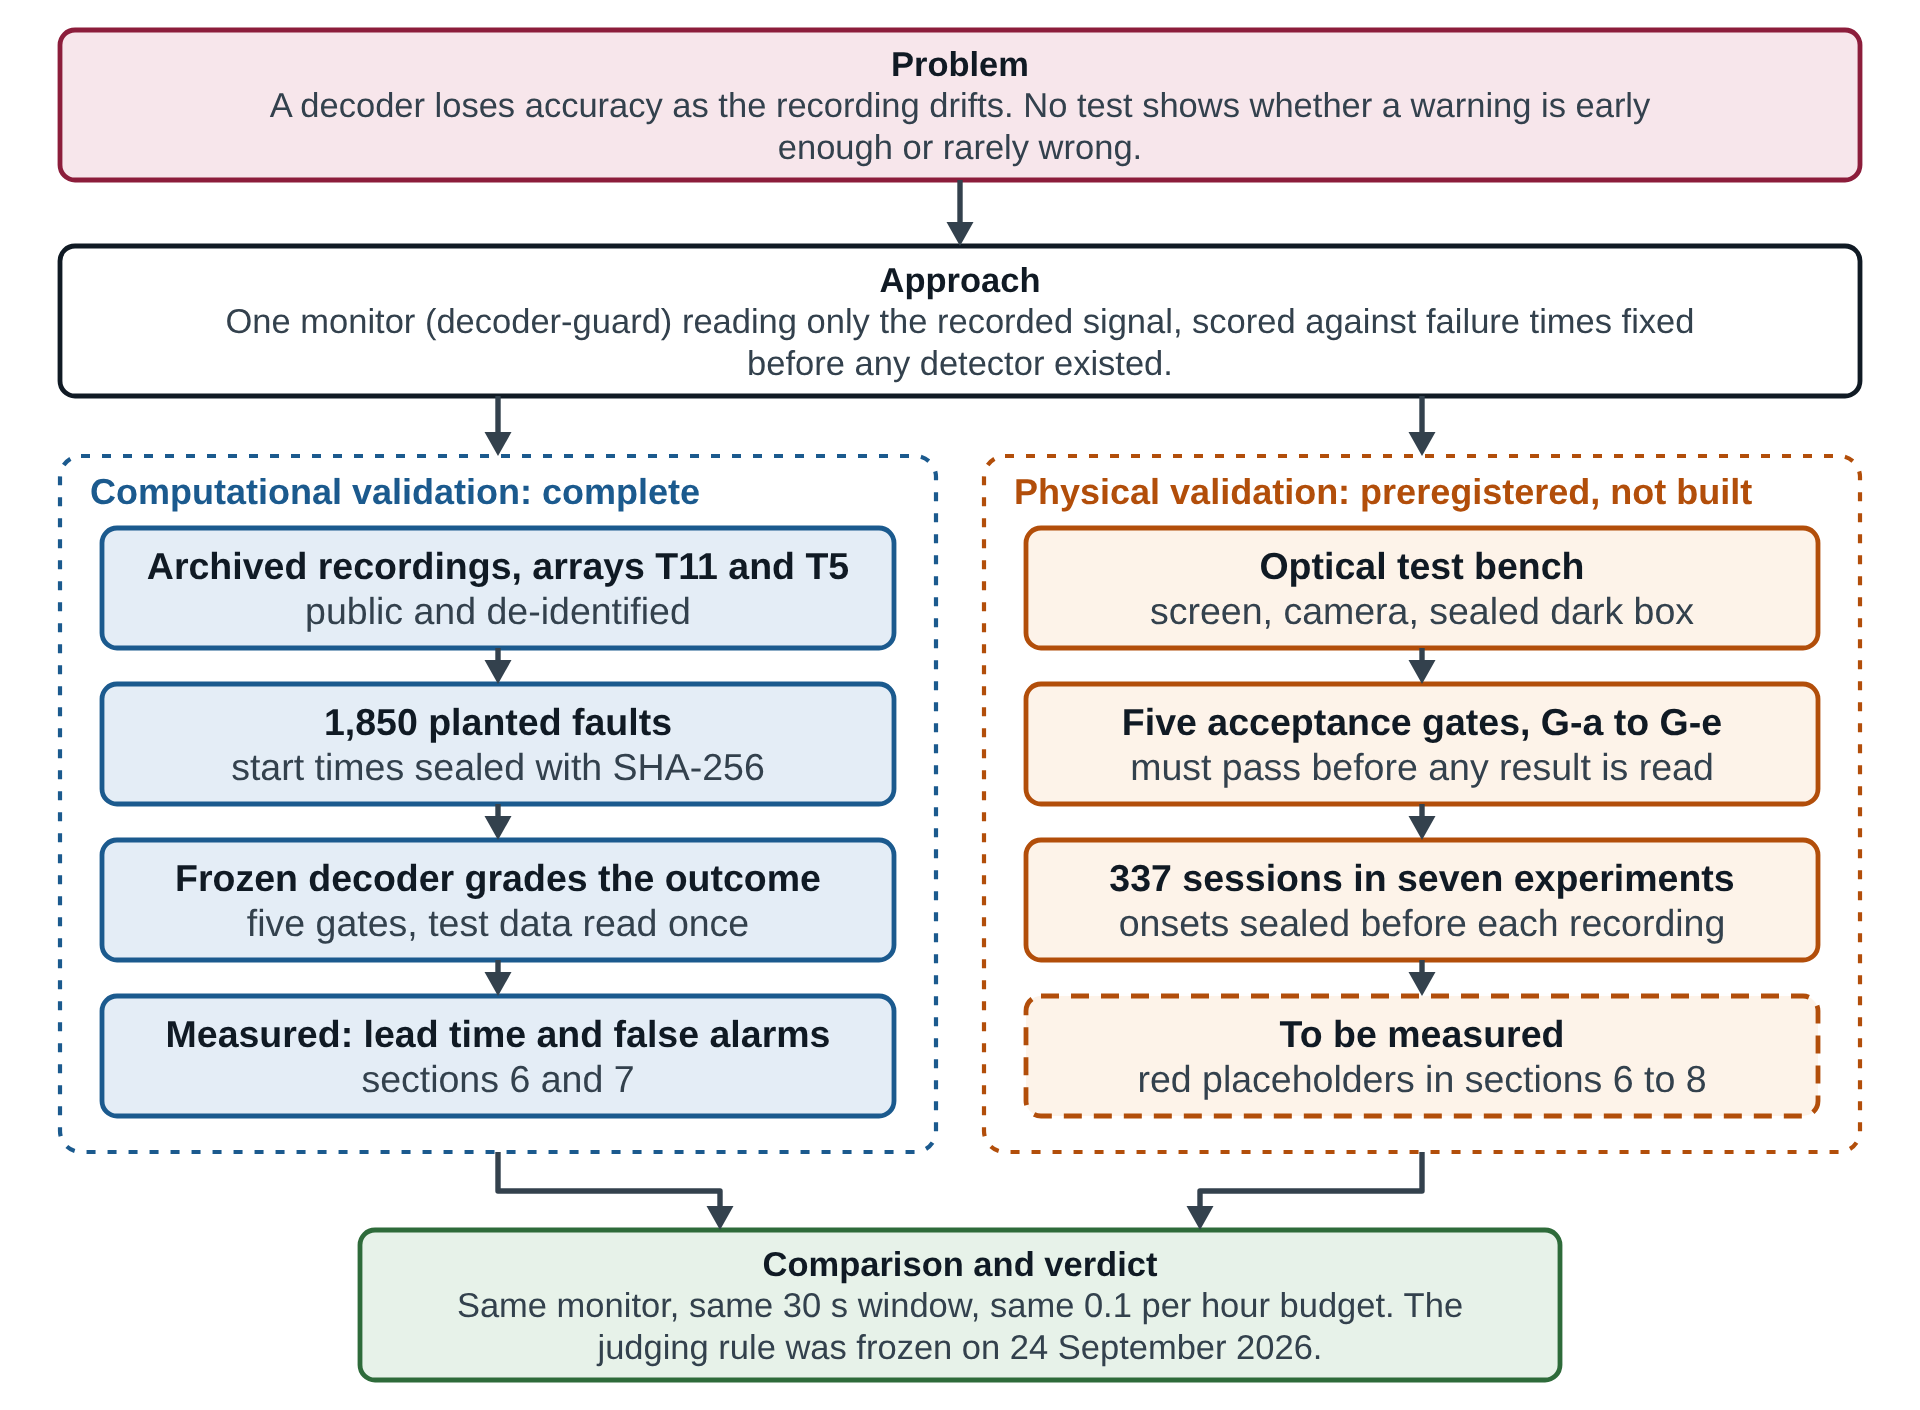 Problem
A decoder loses accuracy as the recording drifts. No test shows whether a warning is early
enough or rarely wrong.
Approach
One monitor (decoder-guard) reading only the recorded signal, scored against failure times fixed
before any detector existed.
Computational validation: complete
Archived recordings, arrays T11 and T5
public and de-identified
1,850 planted faults
start times sealed with SHA-256
Frozen decoder grades the outcome
five gates, test data read once
Measured: lead time and false alarms
sections 6 and 7
Physical validation: preregistered, not built
Optical test bench
screen, camera, sealed dark box
Five acceptance gates, G-a to G-e
must pass before any result is read
337 sessions in seven experiments
onsets sealed before each recording
To be measured
red placeholders in sections 6 to 8
Comparison and verdict
Same monitor, same 30 s window, same 0.1 per hour budget. The
judging rule was frozen on 24 September 2026.